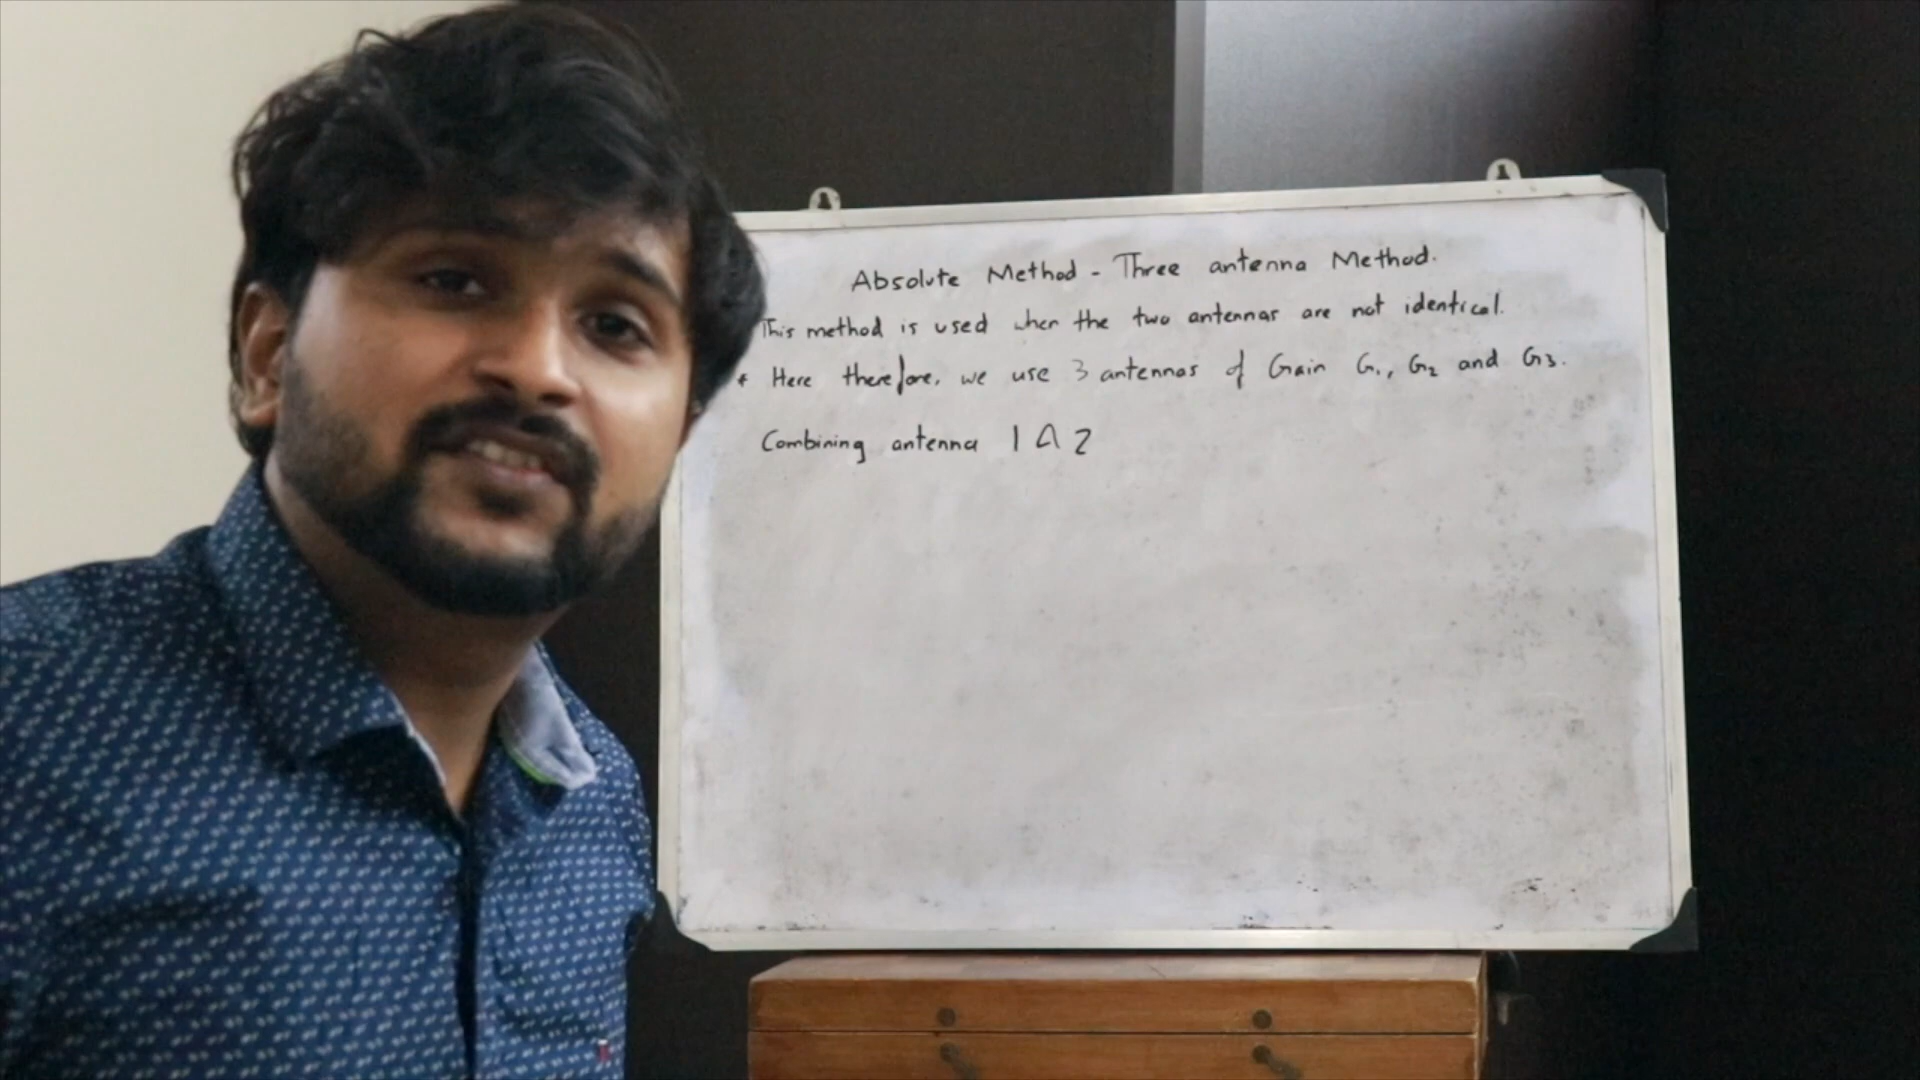 Absolute Method - Three antenna Method.
This method is used when the two antennas are not identical.
* Here therefore, we use 3 antennas of Gain G1, G2 and G3.
Combining antenna 1 & 2